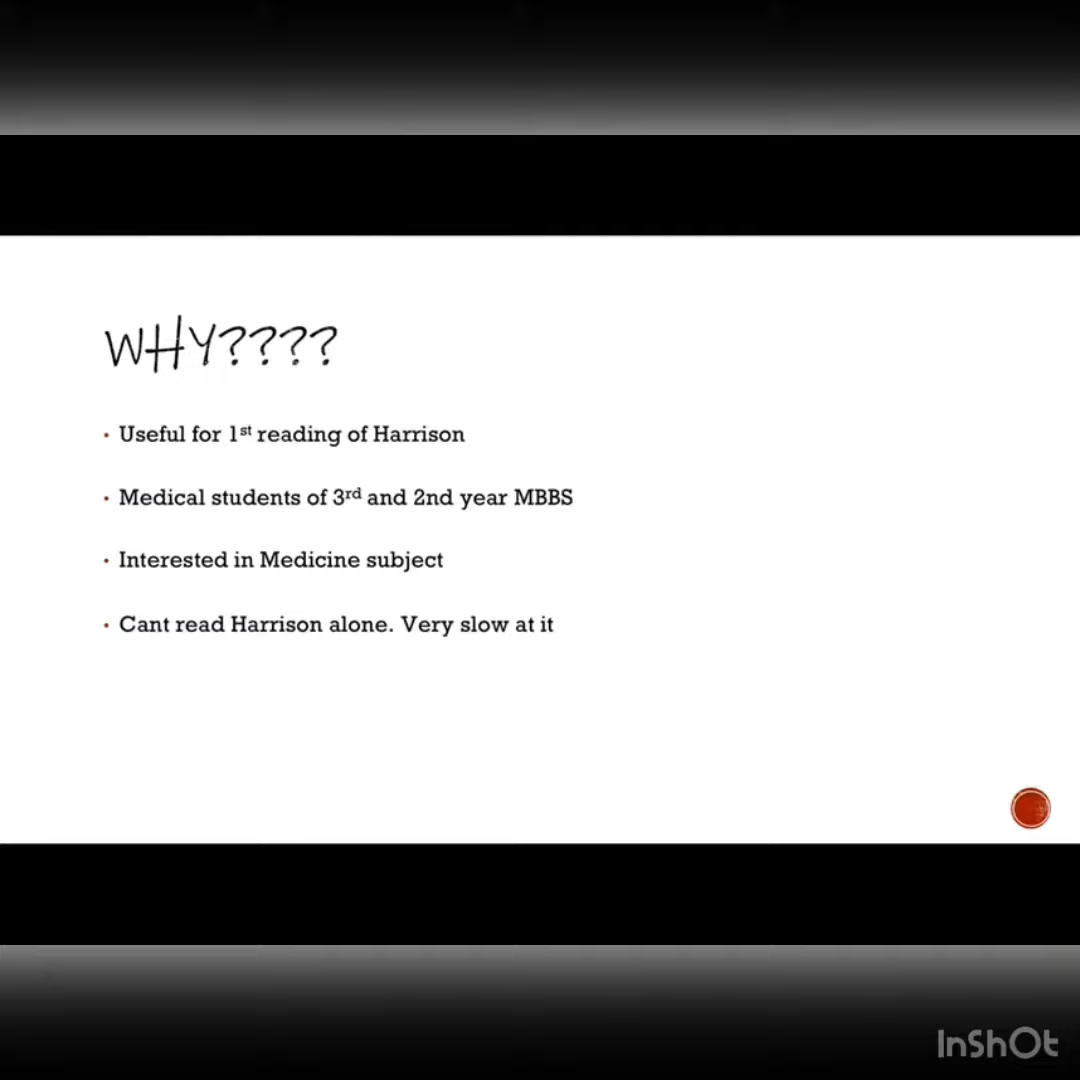 WHY????
• Useful for 1st reading of Harrison
• Medical students of 3rd and 2nd year MBBS
• Interested in Medicine subject
• Cant read Harrison alone. Very slow at it
InShOt